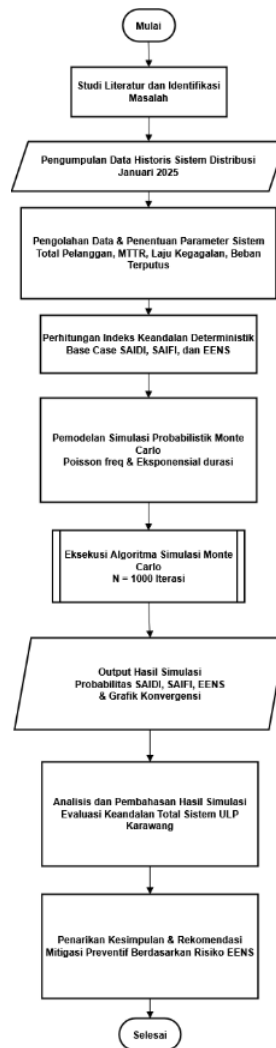 Mulai
Studi Literatur dan Identifikasi
Masalah
Pengumpulan Data Historis Sistem Distribusi
Januari 2025
Pengolahan Data & Penentuan Parameter Sistem
Total Pelanggan, MTTR, Laju Kegagalan, Beban
Terputus
Perhitungan Indeks Keandalan Deterministik
Base Case SAIDI, SAIFI, dan EENS
Pemodelan Simulasi Probabilistik Monte
Carlo
Poisson freq & Eksponensial durasi
Eksekusi Algoritma Simulasi Monte
Carlo
N = 1000 Iterasi
Output Hasil Simulasi
Probabilitas SAIDI, SAIFI, EENS
& Grafik Konvergensi
Analisis dan Pembahasan Hasil Simulasi
Evaluasi Keandalan Total Sistem ULP
Karawang
Penarikan Kesimpulan & Rekomendasi
Mitigasi Preventif Berdasarkan Risiko EENS
Selesai